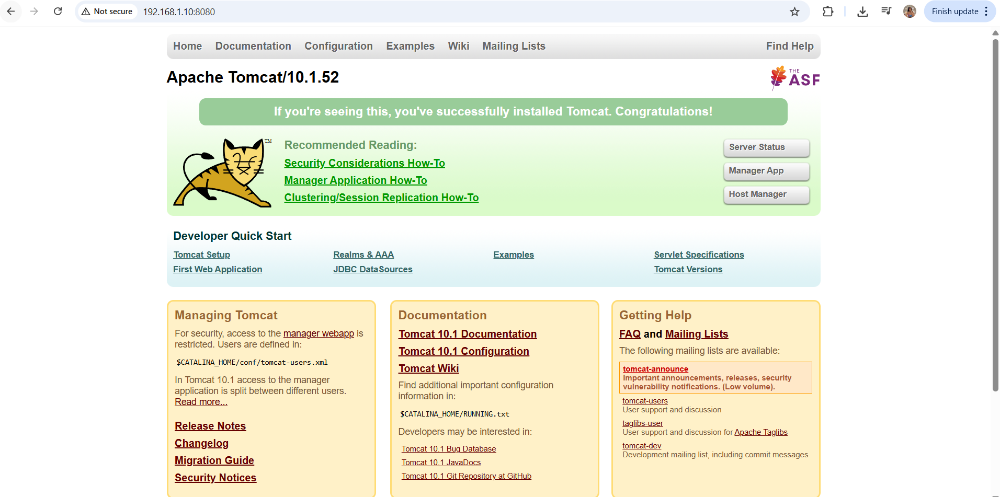 Not secure 192.168.1.10:8080 Finish update
Home Documentation Configuration Examples Wiki Mailing Lists Find Help
Apache Tomcat/10.1.52
THE
ASF
If you're seeing this, you've successfully installed Tomcat. Congratulations!
TM
Recommended Reading:
Security Considerations How-To
Manager Application How-To
Clustering/Session Replication How-To
Server Status
Manager App
Host Manager
Developer Quick Start
Tomcat Setup
First Web Application
Realms & AAA
JDBC DataSources
Examples
Servlet Specifications
Tomcat Versions
Managing Tomcat
For security, access to the manager webapp is
restricted. Users are defined in:
$CATALINA_HOME/conf/tomcat-users.xml
In Tomcat 10.1 access to the manager
application is split between different users.
Read more...
Release Notes
Changelog
Migration Guide
Security Notices
Documentation
Tomcat 10.1 Documentation
Tomcat 10.1 Configuration
Tomcat Wiki
Find additional important configuration
information in:
$CATALINA_HOME/RUNNING.txt
Developers may be interested in:
Tomcat 10.1 Bug Database
Tomcat 10.1 JavaDocs
Tomcat 10.1 Git Repository at GitHub
Getting Help
FAQ and Mailing Lists
The following mailing lists are available:
tomcat-announce
Important announcements, releases, security
vulnerability notifications. (Low volume).
tomcat-users
User support and discussion
taglibs-user
User support and discussion for Apache Taglibs
tomcat-dev
Development mailing list, including commit messages